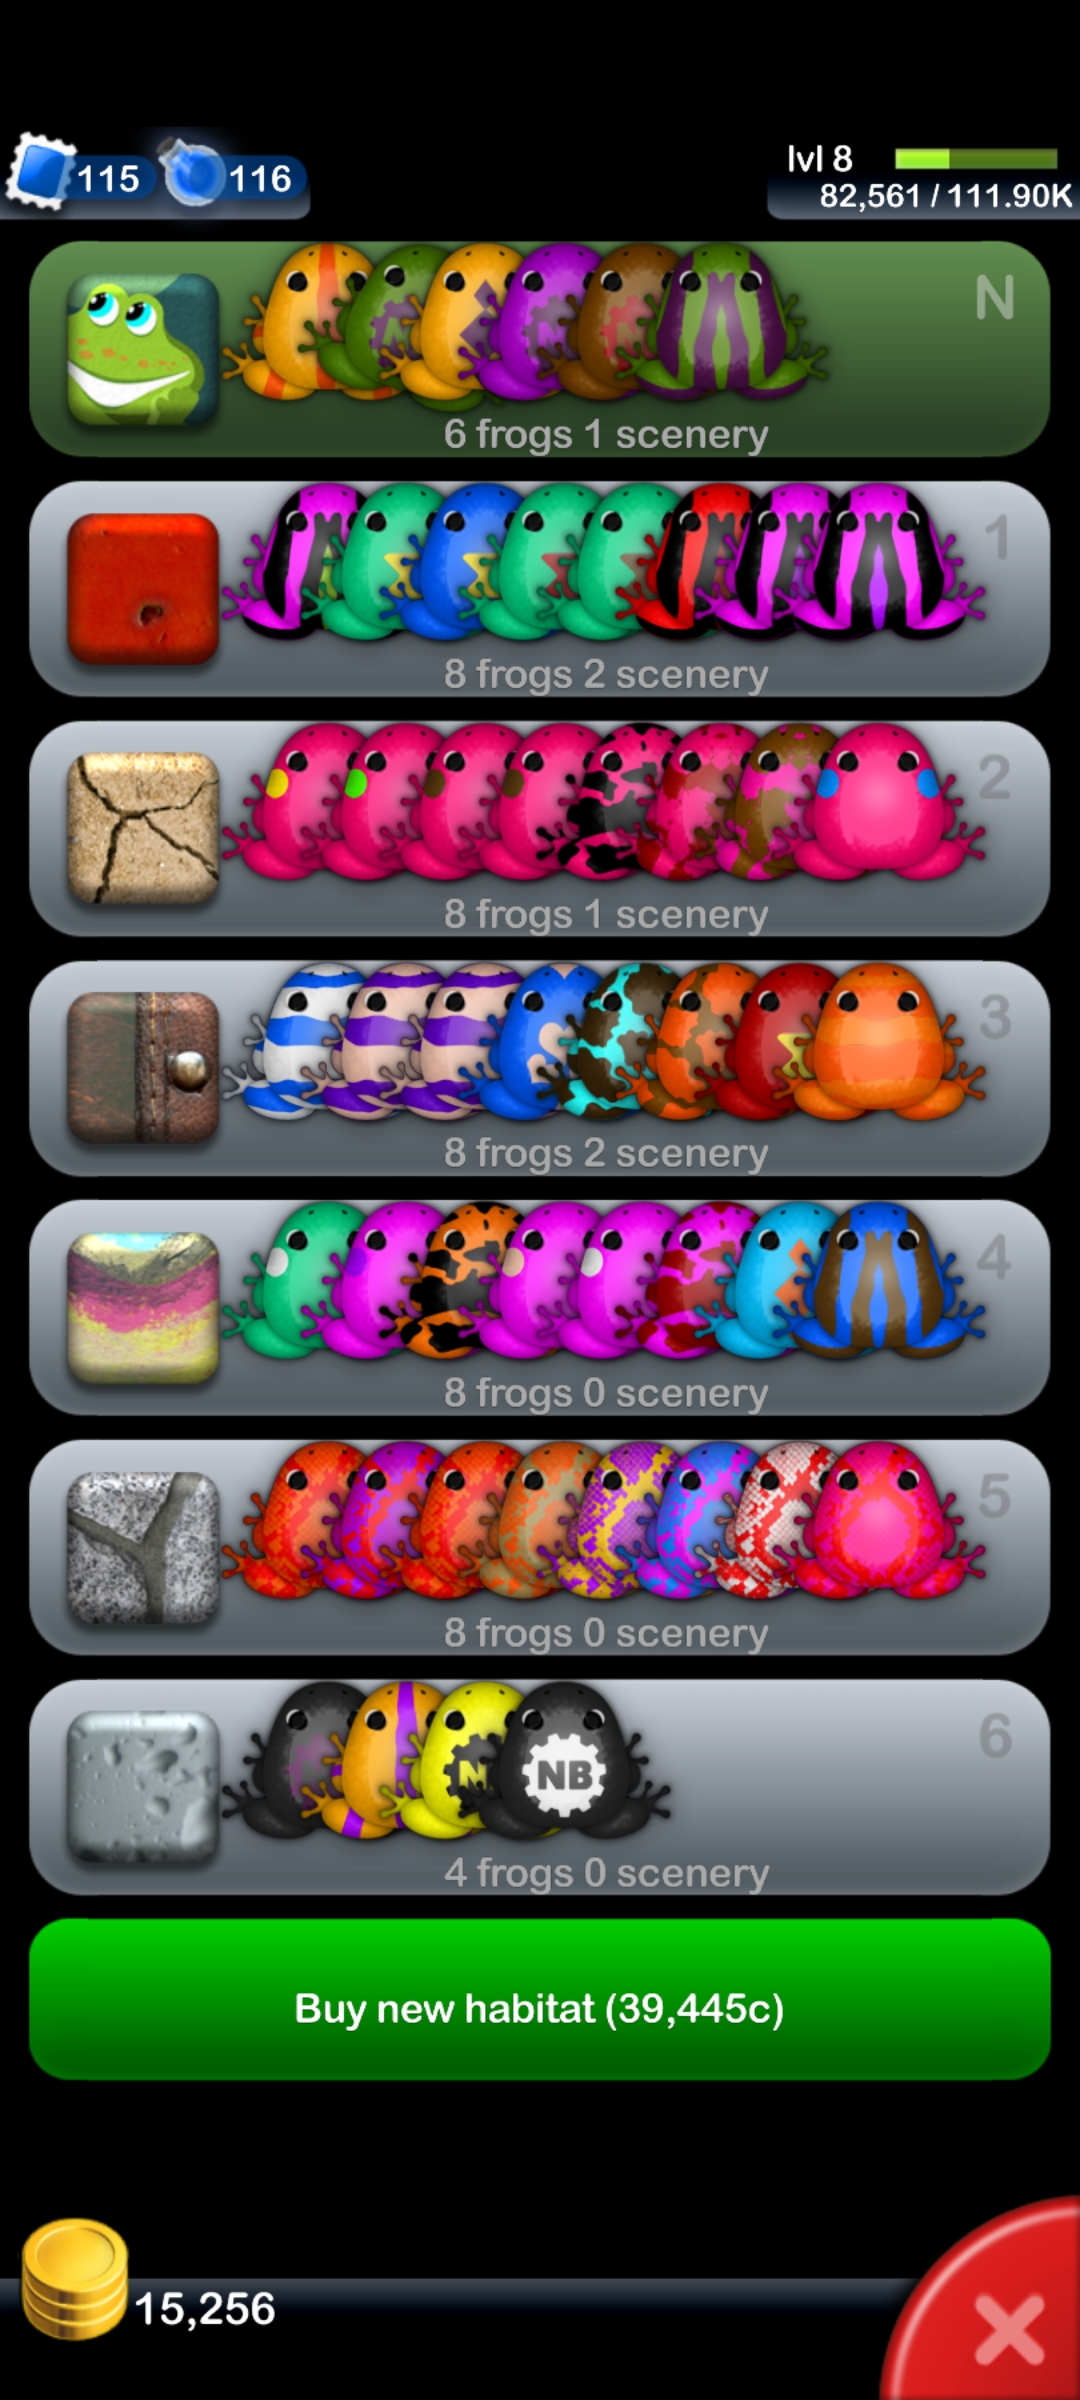 115 116
lvl 8
82,561 / 111.90K
N
6 frogs 1 scenery
1
8 frogs 2 scenery
2
8 frogs 1 scenery
3
8 frogs 2 scenery
4
8 frogs 0 scenery
5
8 frogs 0 scenery
6
NB
4 frogs 0 scenery
Buy new habitat (39,445c)
15,256